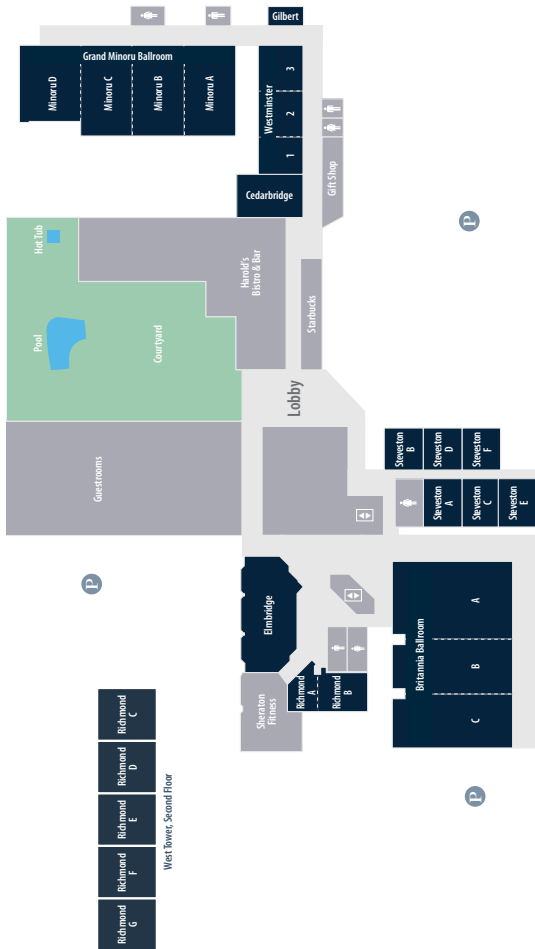 Gilbert
Grand Minoru Ballroom
Minoru D
Minoru C
Minoru B
Minoru A
Westminster
3
2
1
Cedarbridge
Gift Shop
P
Hot Tub
Pool
Courtyard
Harold's
Bistro & Bar
Starbucks
Lobby
Guestrooms
Steveston
B
Steveston
D
Steveston
F
Steveston
A
Steveston
C
Steveston
E
P
Elmbridge
Britannia Ballroom
A
B
C
Sheraton
Fitness
Richmond
A
Richmond
B
P
Richmond
C
Richmond
D
Richmond
E
Richmond
F
Richmond
G
West Tower, Second Floor